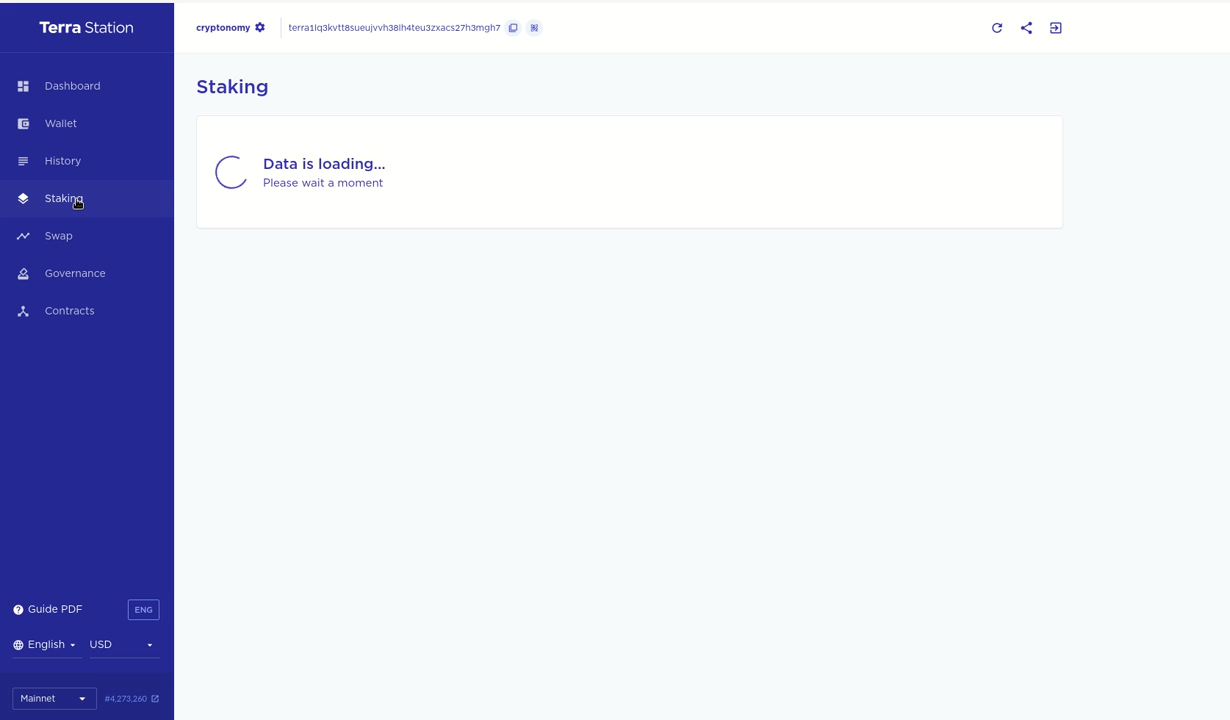 Terra Station
cryptonomy
terra1lq3kvtt8sueujvvh38lh4teu3zxacs27h3mgh7
Dashboard
Wallet
History
Staking
Swap
Governance
Contracts
Staking
Data is loading...
Please wait a moment
Guide PDF
ENG
English
USD
Mainnet
#4,273,260